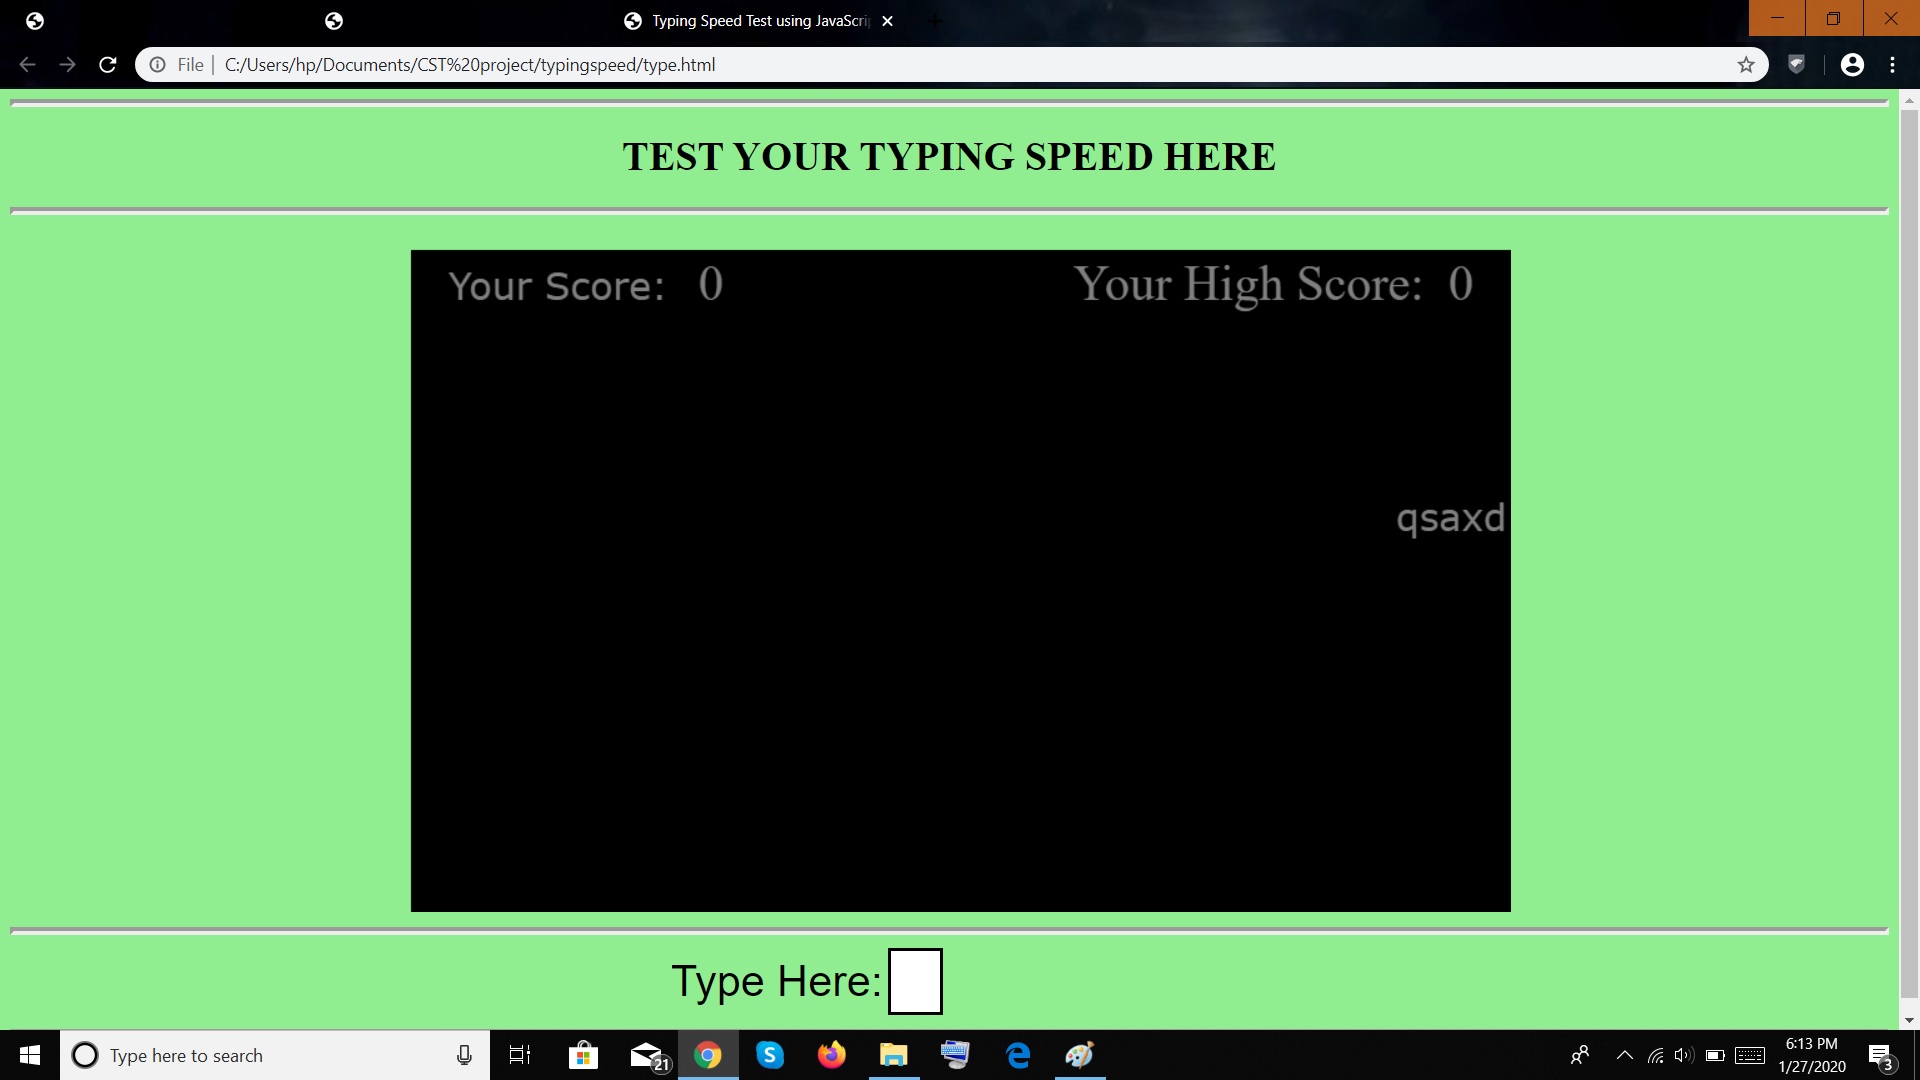 Typing Speed Test using JavaScri
File
C:/Users/hp/Documents/CST%20project/typingspeed/type.html
TEST YOUR TYPING SPEED HERE
Your Score: 0
Your High Score: 0
qsaxd
Type Here:
Type here to search
21
6:13 PM
1/27/2020
3